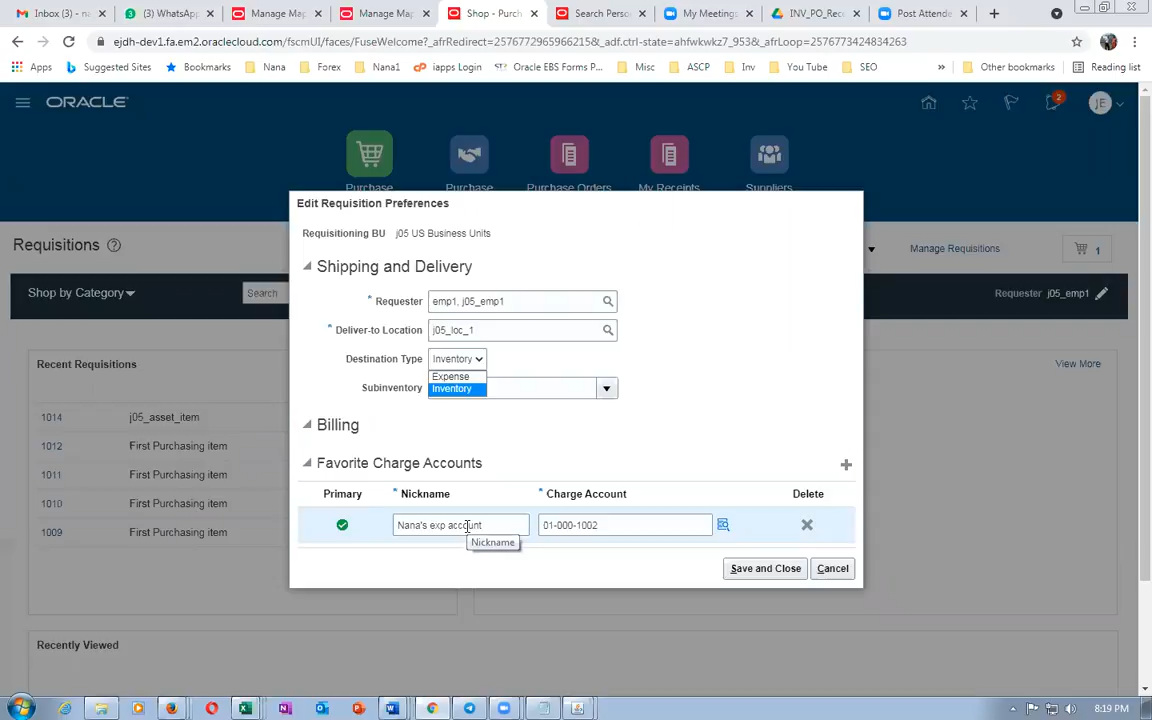 Inbox (3) - nana
(3) WhatsApp
Manage Map
Manage Map
Shop - Purch
Search Perso
My Meetings
INV_PO_Rece
Post Attende
ejdh-dev1.fa.em2.oraclecloud.com/fscmUI/faces/FuseWelcome?_afrRedirect=2576772965966215&_adf.ctrl-state=ahfwkwkz7_953&_afrLoop=2576773424834263
Apps
Suggested Sites
Bookmarks
Nana
Forex
Nana1
iapps Login
Oracle EBS Forms P...
Misc
ASCP
Inv
You Tube
SEO
»
Other bookmarks
Reading list
ORACLE
2
JE
Purchase
Purchase
Purchase Orders
My Receipts
Suppliers
Edit Requisition Preferences
Requisitioning BU j05 US Business Units
Requisitions
Manage Requisitions
1
Shipping and Delivery
Shop by Category
Search
Requester j05_emp1
* Requester emp1, j05_emp1
* Deliver-to Location j05_loc_1
Destination Type Inventory
Expense
Inventory
Subinventory
Recent Requisitions
View More
1014 j05_asset_item
1012 First Purchasing item
1011 First Purchasing item
1010 First Purchasing item
1009 First Purchasing item
Billing
Favorite Charge Accounts
Primary * Nickname * Charge Account Delete
Nana's exp account 01-000-1002
Nickname
Save and Close Cancel
Recently Viewed
8:19 PM